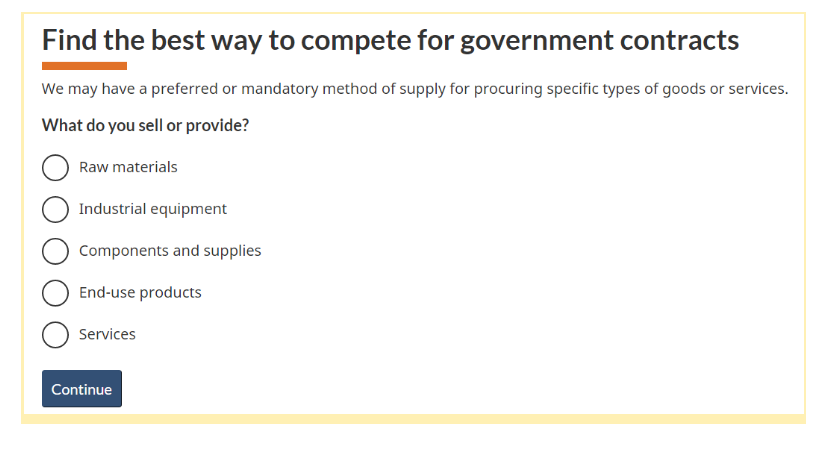 Find the best way to compete for government contracts
We may have a preferred or mandatory method of supply for procuring specific types of goods or services.
What do you sell or provide?
Raw materials
Industrial equipment
Components and supplies
End-use products
Services
Continue